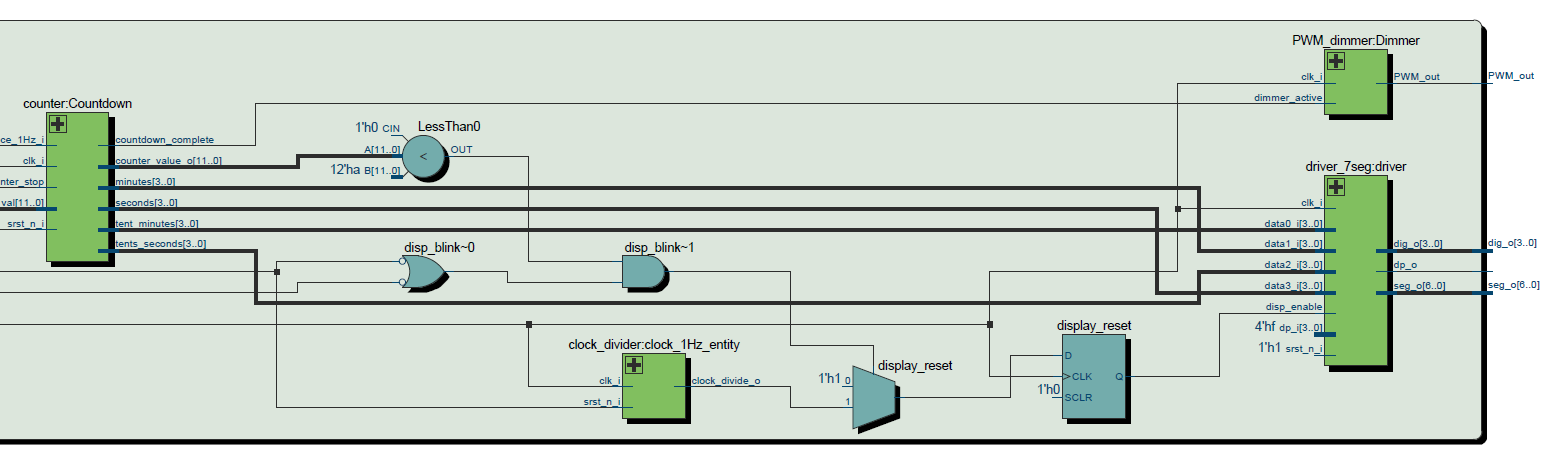 PWM_dimmer:Dimmer
clk_i
PWM_out
PWM_out
dimmer_active
counter:Countdown
ce_1Hz_i
countdown_complete
clk_i
counter_value_o[11..0]
nter_stop
minutes[3..0]
val[11..0]
seconds[3..0]
srst_n_i
tent_minutes[3..0]
tents_seconds[3..0]
LessThan0
1'h0 CIN
A[11..0]
<
OUT
12'ha B[11..0]
driver_7seg:driver
clk_i
data0_i[3..0]
data1_i[3..0]
dig_o[3..0]
dig_o[3..0]
data2_i[3..0]
dp_o
data3_i[3..0]
seg_o[6..0]
seg_o[6..0]
disp_enable
4'hf dp_i[3..0]
1'h1 srst_n_i
disp_blink~0
disp_blink~1
clock_divider:clock_1Hz_entity
clk_i
clock_divide_o
srst_n_i
display_reset
1'h1 0
1
display_reset
D
>CLK
Q
1'h0 SCLR